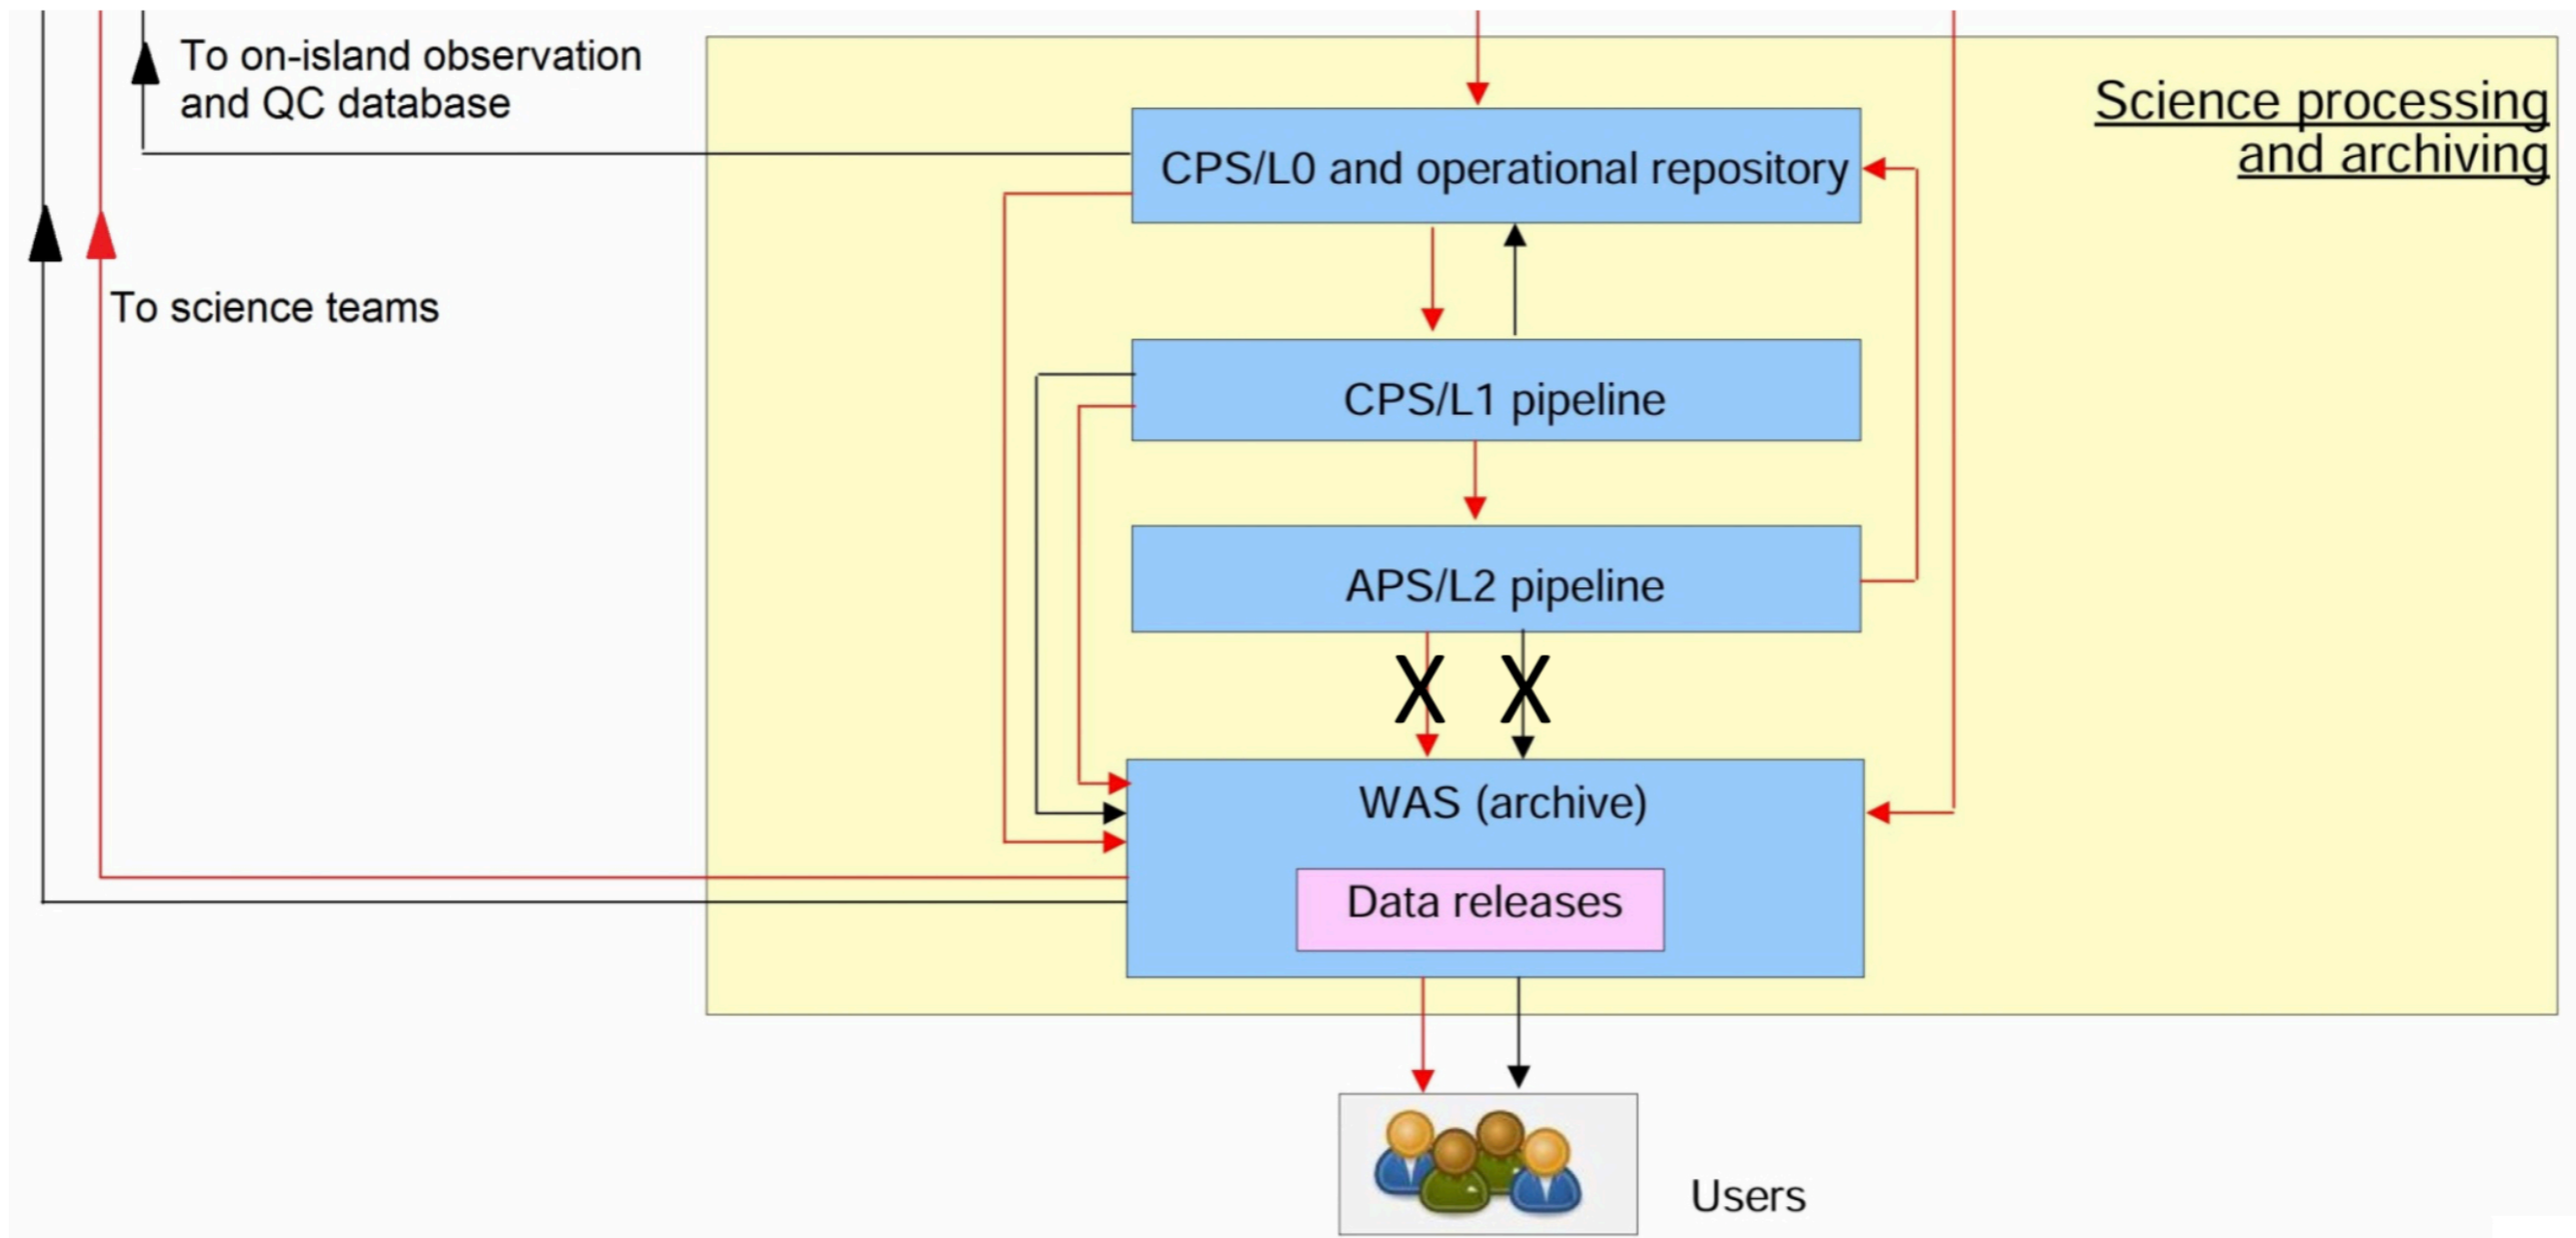 To on-island observation
and QC database
Science processing
and archiving
CPS/L0 and operational repository
To science teams
CPS/L1 pipeline
APS/L2 pipeline
X X
WAS (archive)
Data releases
Users